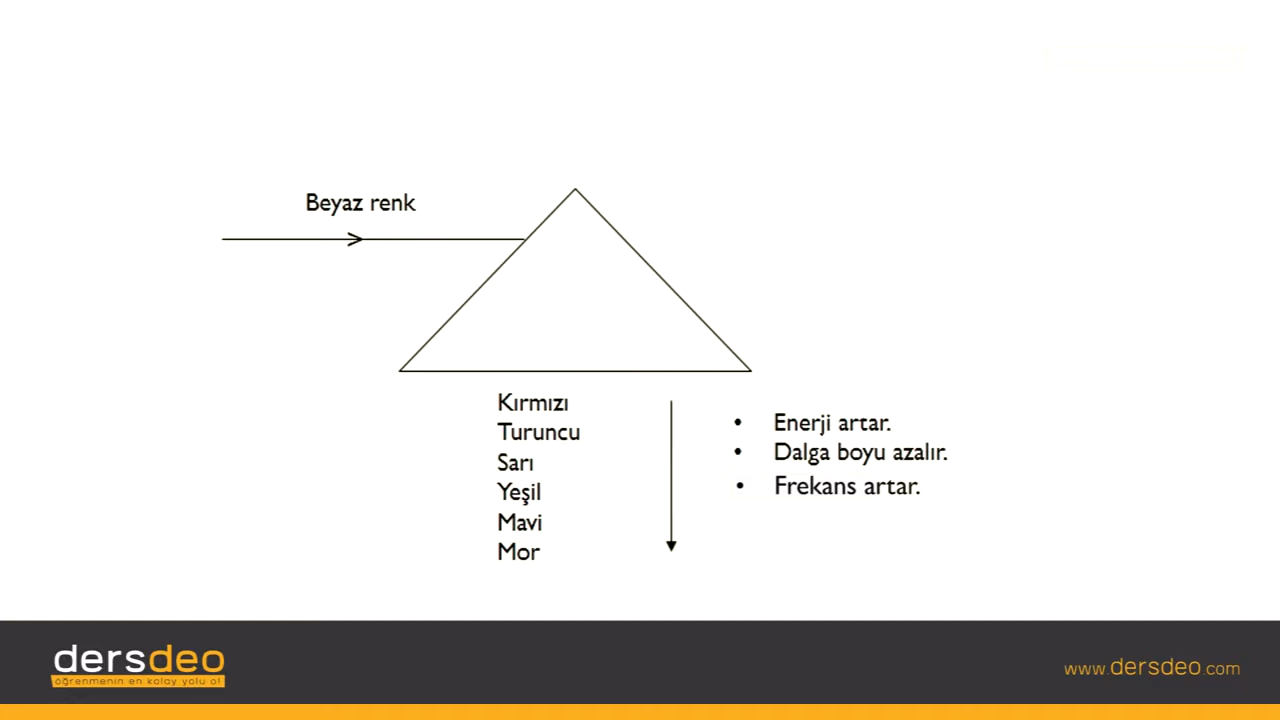 Beyaz renk
Kırmızı
Turuncu
Sarı
Yeşil
Mavi
Mor
• Enerji artar.
• Dalga boyu azalır.
• Frekans artar.
dersdeo
öğrenmenin en kolay yolu o!
www.dersdeo.com